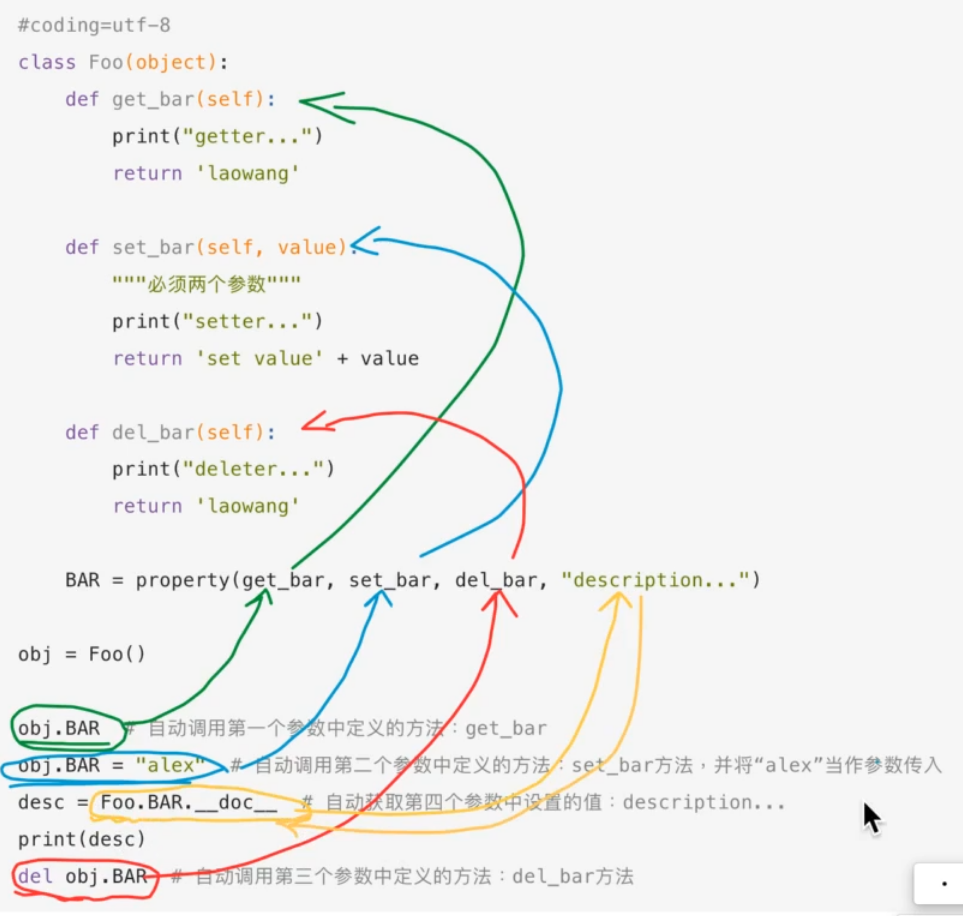 #coding=utf-8
class Foo(object):
    def get_bar(self):
        print("getter...")
        return 'laowang'

    def set_bar(self, value):
        """必须两个参数"""
        print("setter...")
        return 'set value' + value

    def del_bar(self):
        print("deleter...")
        return 'laowang'

    BAR = property(get_bar, set_bar, del_bar, "description...")

obj = Foo()

obj.BAR  # 自动调用第一个参数中定义的方法：get_bar
obj.BAR = "alex"  # 自动调用第二个参数中定义的方法：set_bar方法，并将“alex”当作参数传入
desc = Foo.BAR.__doc__  # 自动获取第四个参数中设置的值：description...
print(desc)
del obj.BAR  # 自动调用第三个参数中定义的方法：del_bar方法